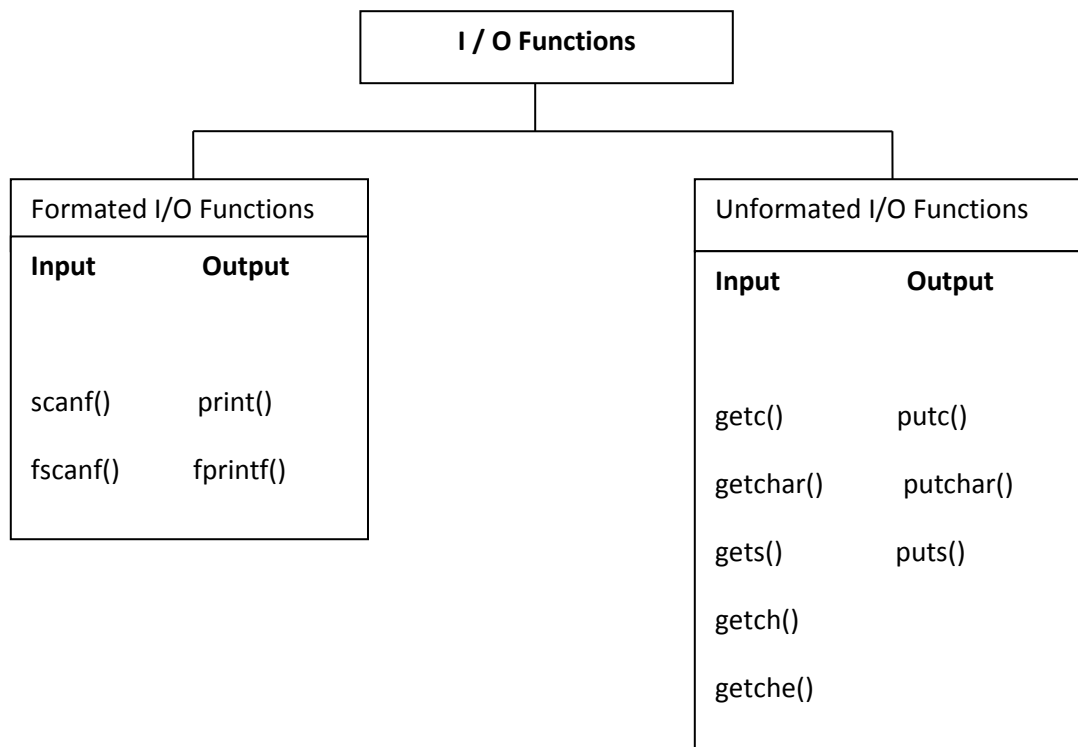 I / O Functions
Formated I/O Functions
Input Output
scanf() print()
fscanf() fprintf()
Unformated I/O Functions
Input Output
getc() putc()
getchar() putchar()
gets() puts()
getch()
getche()